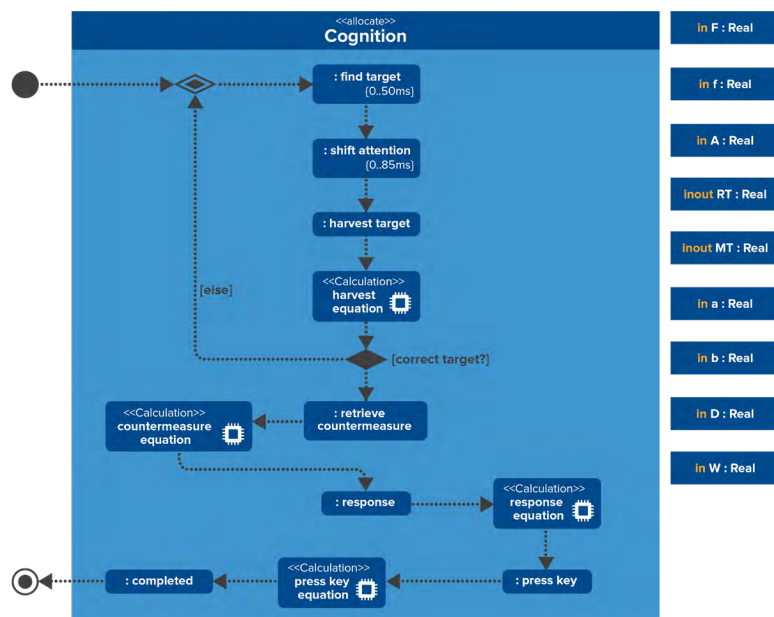 <<allocate>>
Cognition
: find target
{0..50ms}
: shift attention
{0..85ms}
: harvest target
<<Calculation>>
harvest
equation
[else]
[correct target?]
: retrieve
countermeasure
<<Calculation>>
countermeasure
equation
: response
<<Calculation>>
response
equation
: press key
<<Calculation>>
press key
equation
: completed
in F : Real
in f : Real
in A : Real
inout RT : Real
inout MT : Real
in a : Real
in b : Real
in D : Real
in W : Real